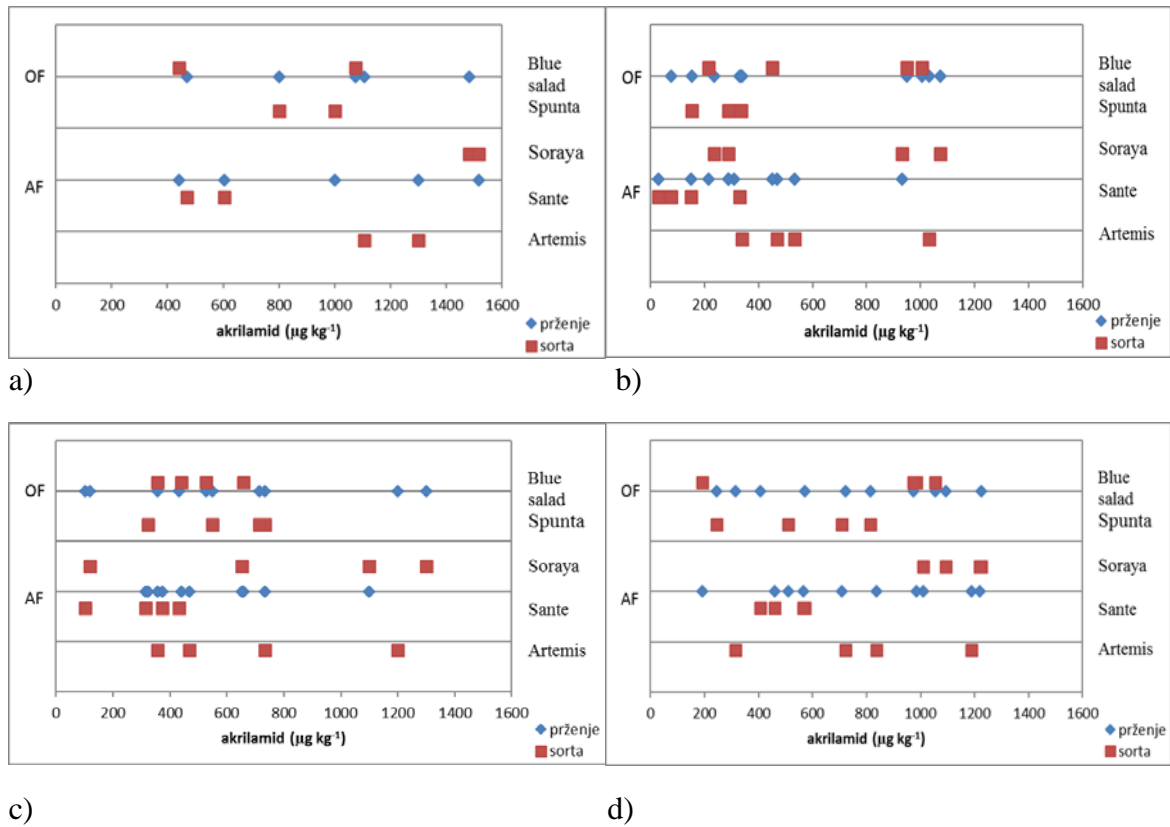 OF
AF
Blue
salad
Spunta
Soraya
Sante
Artemis
0 200 400 600 800 1000 1200 1400 1600
akrilamid (µg kg⁻¹)
prženje
sorta
a)
OF
AF
Blue
salad
Spunta
Soraya
Sante
Artemis
0 200 400 600 800 1000 1200 1400 1600
akrilamid (µg kg⁻¹)
prženje
sorta
b)
OF
AF
Blue
salad
Spunta
Soraya
Sante
Artemis
0 200 400 600 800 1000 1200 1400 1600
akrilamid (µg kg⁻¹)
prženje
sorta
c)
OF
AF
Blue
salad
Spunta
Soraya
Sante
Artemis
0 200 400 600 800 1000 1200 1400 1600
akrilamid (µg kg⁻¹)
prženje
sorta
d)